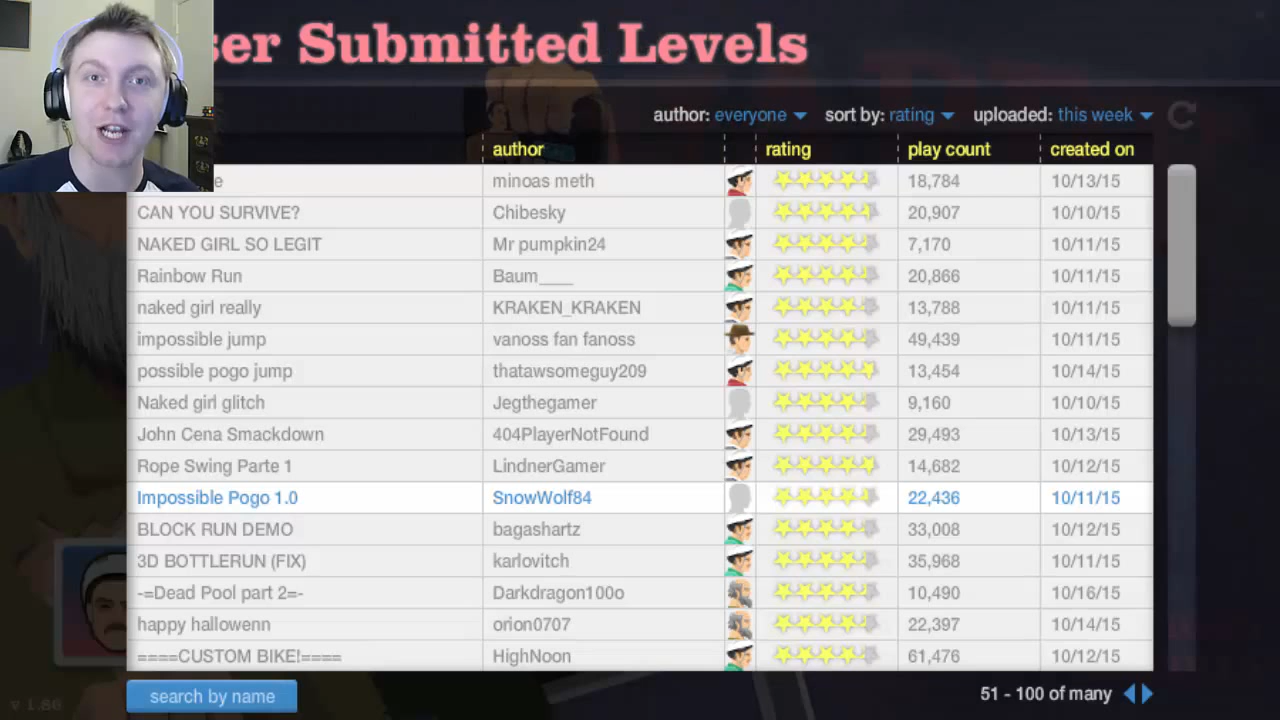 ser Submitted Levels
author: everyone sort by: rating uploaded: this week
author rating play count created on
e minoas meth 18,784 10/13/15
CAN YOU SURVIVE? Chibesky 20,907 10/10/15
NAKED GIRL SO LEGIT Mr pumpkin24 7,170 10/11/15
Rainbow Run Baum____ 20,866 10/11/15
naked girl really KRAKEN_KRAKEN 13,788 10/11/15
impossible jump vanoss fan fanoss 49,439 10/11/15
possible pogo jump thatawsomeguy209 13,454 10/14/15
Naked girl glitch Jegthegamer 9,160 10/10/15
John Cena Smackdown 404PlayerNotFound 29,493 10/13/15
Rope Swing Parte 1 LindnerGamer 14,682 10/12/15
Impossible Pogo 1.0 SnowWolf84 22,436 10/11/15
BLOCK RUN DEMO bagashartz 33,008 10/12/15
3D BOTTLERUN (FIX) karlovitch 35,968 10/11/15
-=Dead Pool part 2=- Darkdragon100o 10,490 10/16/15
happy hallowenn orion0707 22,397 10/14/15
====CUSTOM BIKE!==== HighNoon 61,476 10/12/15
search by name 51 - 100 of many
v 1.86